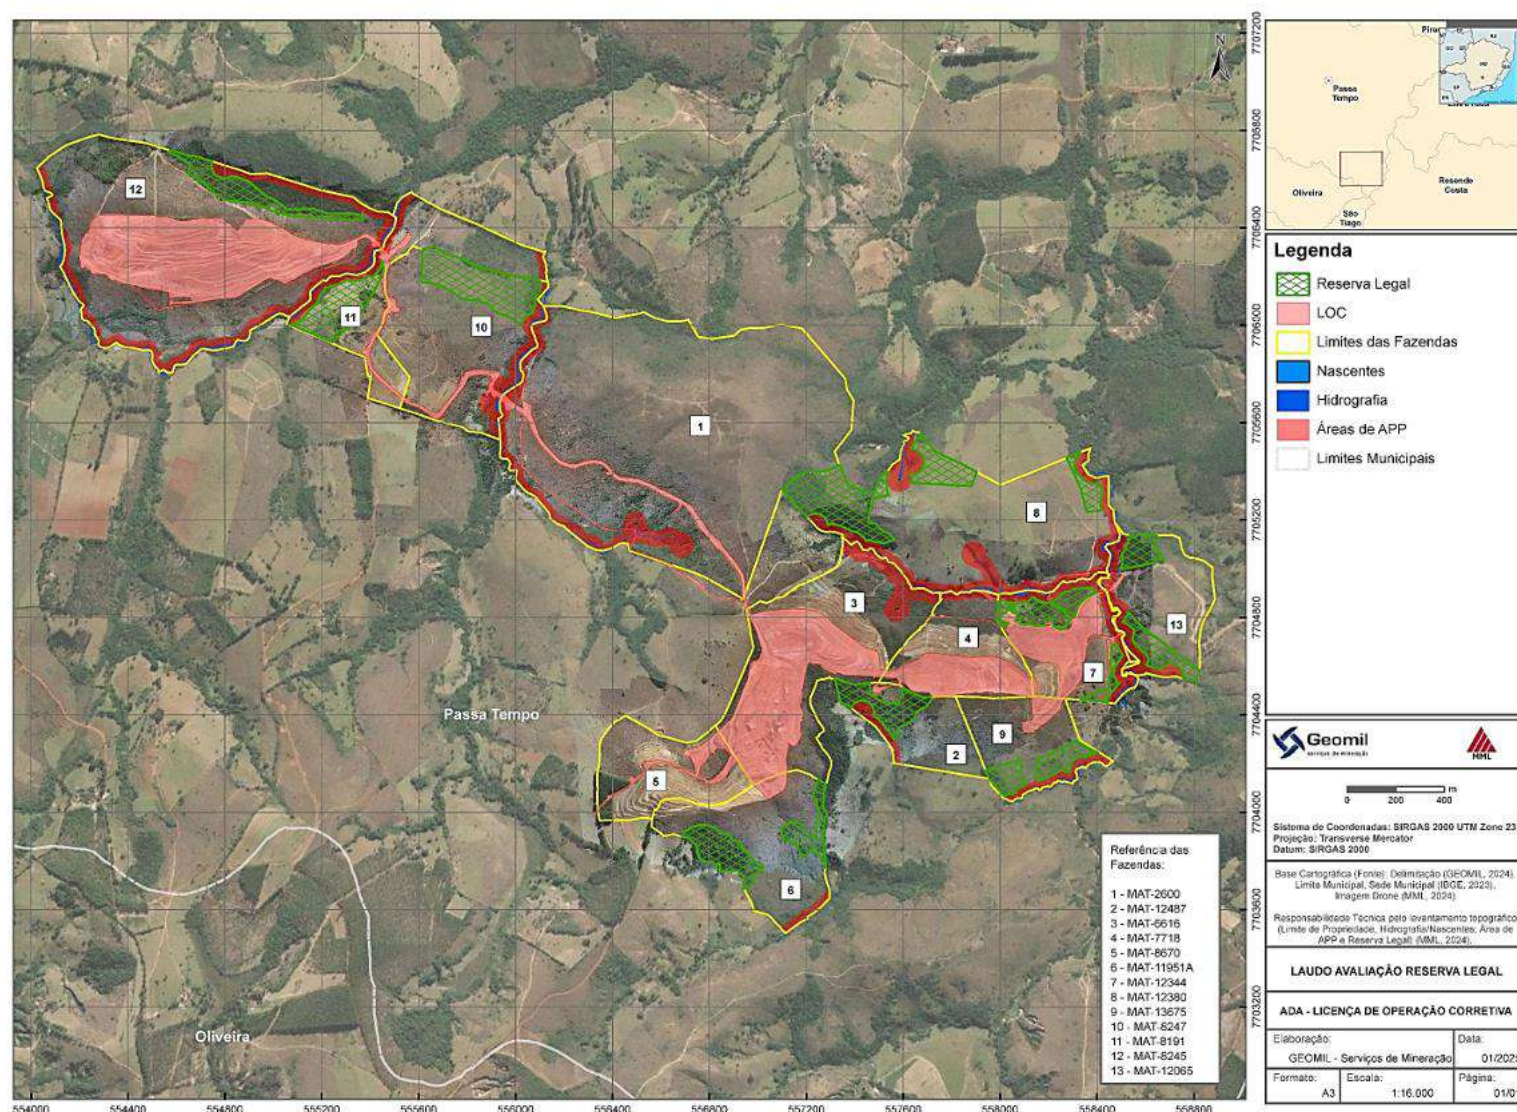 N
7707200
7706800
7706400
7706000
7705600
7705200
7704800
7704400
7704000
7703600
7703200
12
11
10
1
8
3
4
13
7
9
2
5
6
Passa Tempo
Oliveira
Referência das
Fazendas:
1 - MAT-2600
2 - MAT-12487
3 - MAT-6616
4 - MAT-7718
5 - MAT-8670
6 - MAT-11951A
7 - MAT-12344
8 - MAT-12380
9 - MAT-13675
10 - MAT-8247
11 - MAT-8191
12 - MAT-8245
13 - MAT-12065
554000 554400 554800 555200 555600 556000 556400 556800 557200 557600 558000 558400 558800
Passa
Tempo
Oliveira
São
Tiago
Resende
Costa
Legenda
Reserva Legal
LOC
Limites das Fazendas
Nascentes
Hidrografia
Áreas de APP
Limites Municipais
Geomil
serviços de mineração
MML
0 200 400 m
Sistema de Coordenadas: SIRGAS 2000 UTM Zone 23
Projeção: Transverse Mercator
Datum: SIRGAS 2000
Base Cartográfica (Fonte): Delimitação (GEOMIL, 2024).
Limite Municipal, Sede Municipal (IBGE, 2023),
Imagem Drone (MML, 2024)
Responsabilidade Técnica pelo levantamento topográfico
(Limite de Propriedade, Hidrografia/Nascentes, Área de
APP e Reserva Legal) (MML, 2024).
LAUDO AVALIAÇÃO RESERVA LEGAL
ADA - LICENÇA DE OPERAÇÃO CORRETIVA
Elaboração:
GEOMIL - Serviços de Mineração
Data:
01/202
Formato:
A3
Escala:
1:16.000
Página:
01/0